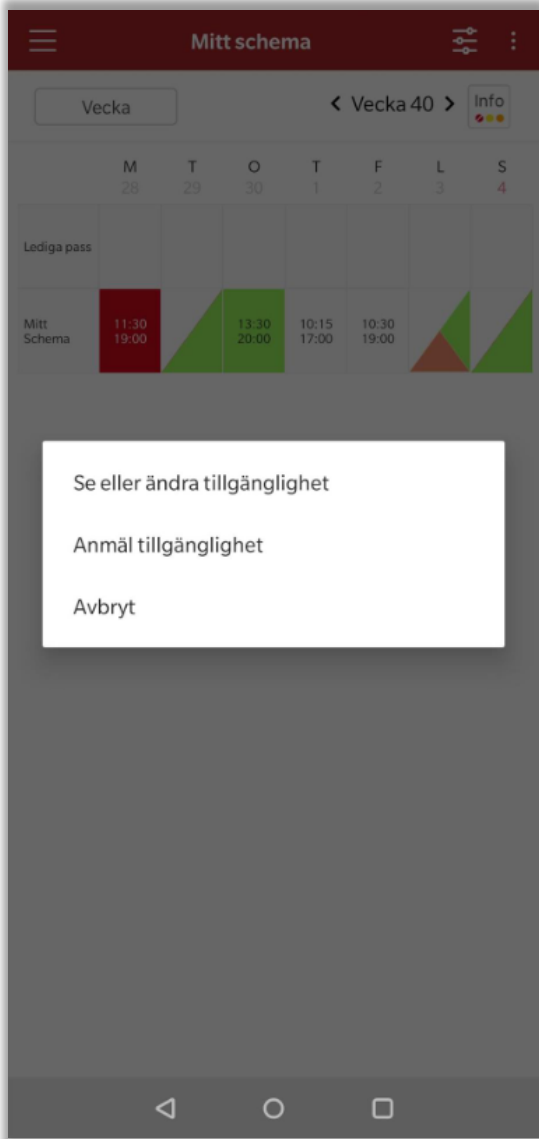 Mitt schema
Vecka
Vecka 40
Info
M T O T F L S
28 29 30 1 2 3 4
Lediga pass
Mitt
Schema
11:30 13:30 10:15 10:30
19:00 20:00 17:00 19:00
Se eller ändra tillgänglighet
Anmäl tillgänglighet
Avbryt